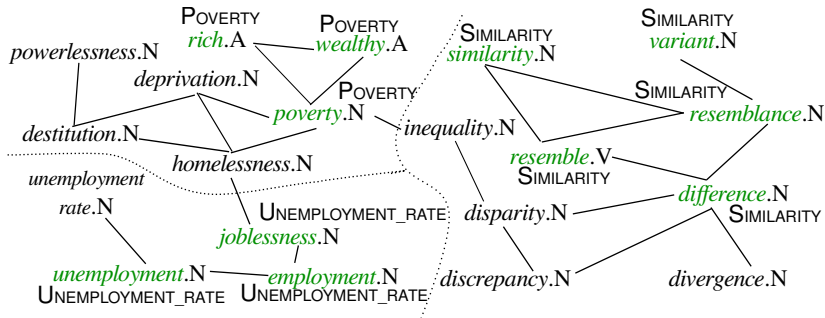 POVERTY
rich.A
POVERTY
wealthy.A
powerlessness.N
deprivation.N
POVERTY
poverty.N
destitution.N
homelessness.N
inequality.N
SIMILARITY
similarity.N
SIMILARITY
variant.N
SIMILARITY
resemblance.N
resemble.V
SIMILARITY
difference.N
SIMILARITY
disparity.N
discrepancy.N
divergence.N
unemployment
rate.N
UNEMPLOYMENT_RATE
joblessness.N
unemployment.N
UNEMPLOYMENT_RATE
employment.N
UNEMPLOYMENT_RATE